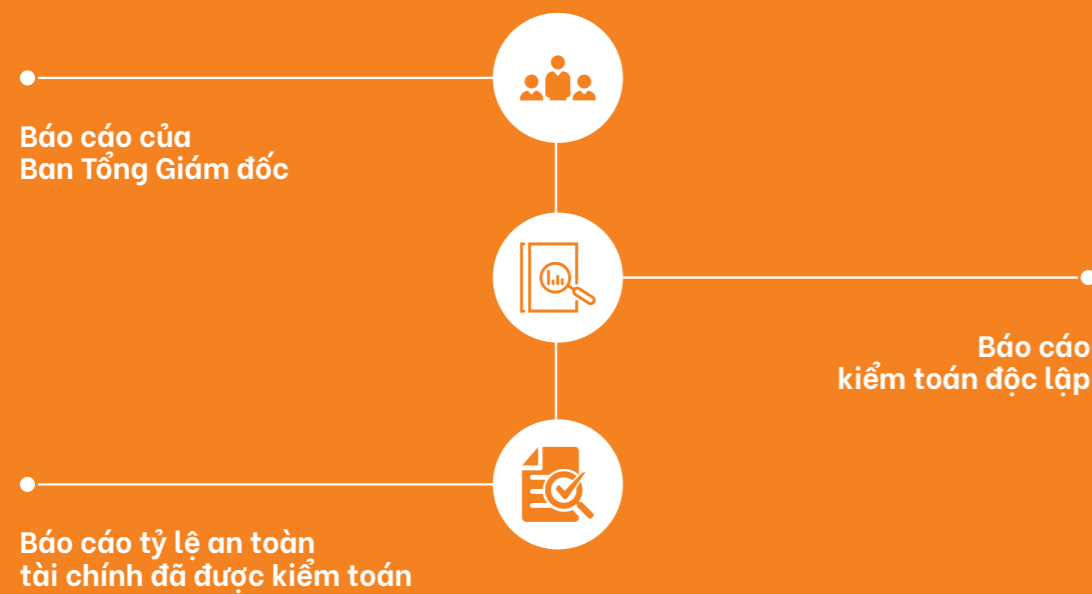 Báo cáo của
Ban Tổng Giám đốc
Báo cáo
kiểm toán độc lập
Báo cáo tỷ lệ an toàn
tài chính đã được kiểm toán